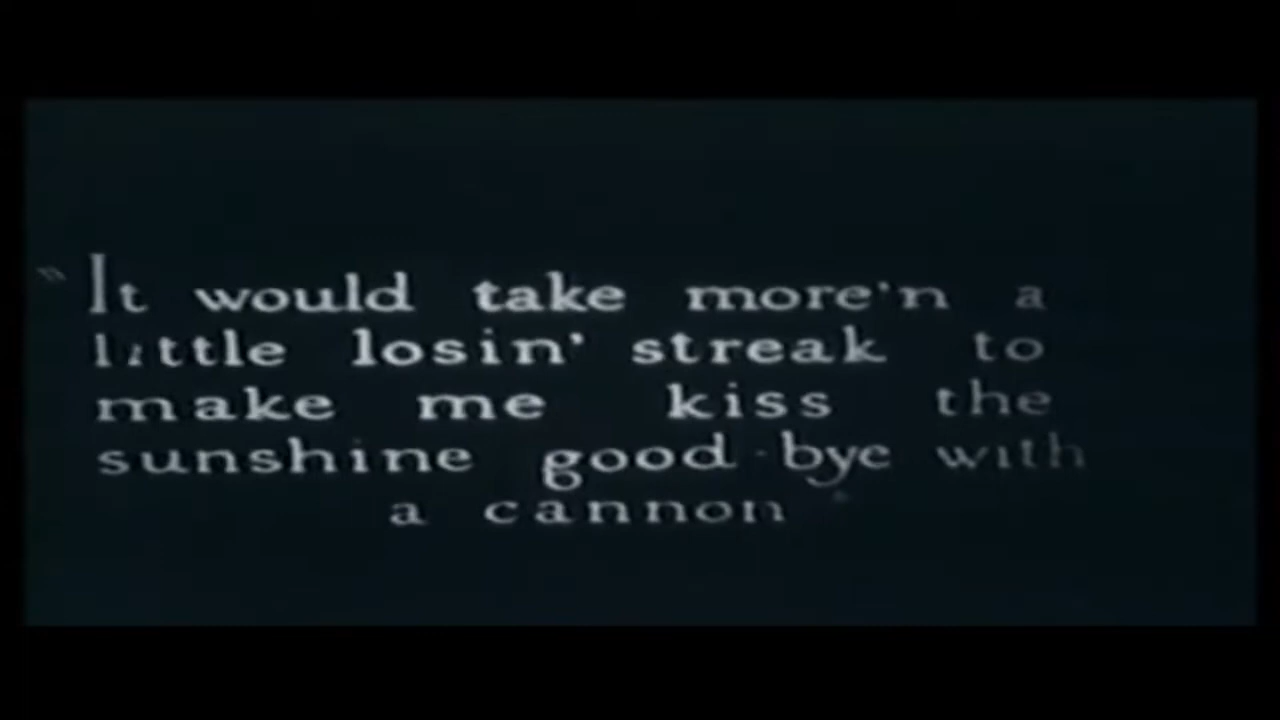 "It would take more'n a
little losin' streak to
make me kiss the
sunshine good-bye with
a cannon"